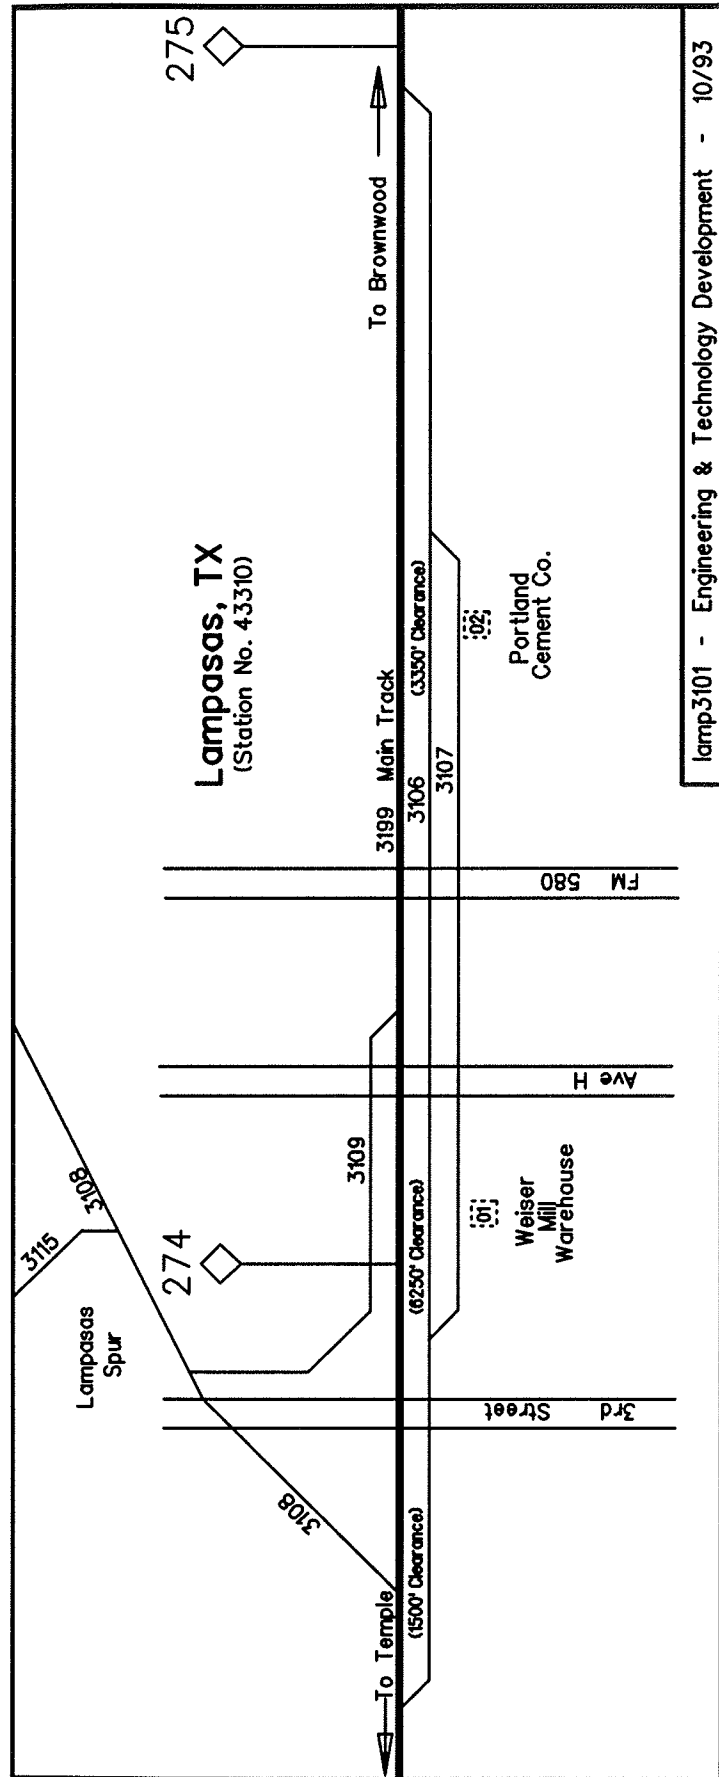 275
To Brownwood
Lampasas, TX
(Station No. 43310)
3199 Main Track
3106 (3350' Clearance)
3107
02
Portland
Cement Co.
FM 580
Ave H
3109
3108
3115
274
Lampasas
Spur
(6250' Clearance)
01
Weiser
Mill
Warehouse
3rd Street
3108
(1500' Clearance)
To Temple
lamp3101 - Engineering & Technology Development - 10/93